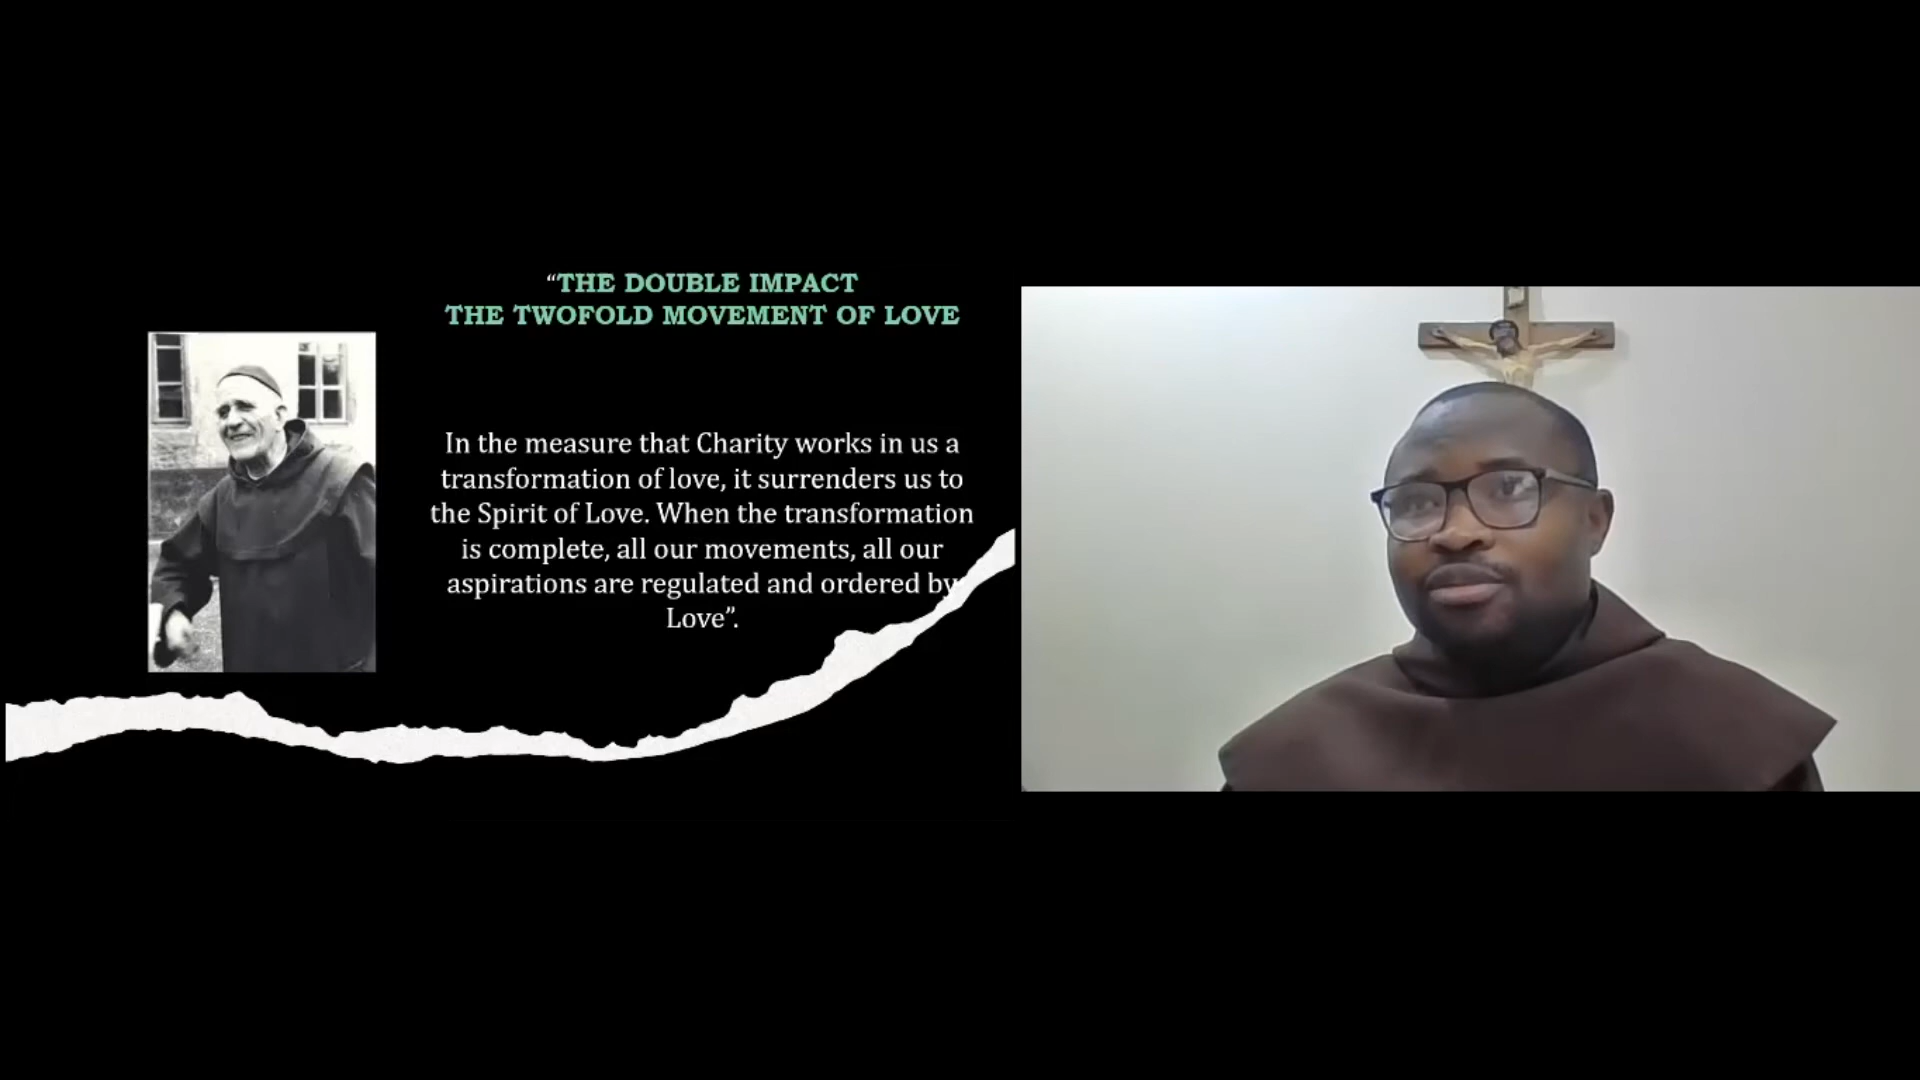 “THE DOUBLE IMPACT
THE TWOFOLD MOVEMENT OF LOVE
In the measure that Charity works in us a
transformation of love, it surrenders us to
the Spirit of Love. When the transformation
is complete, all our movements, all our
aspirations are regulated and ordered by
Love”.